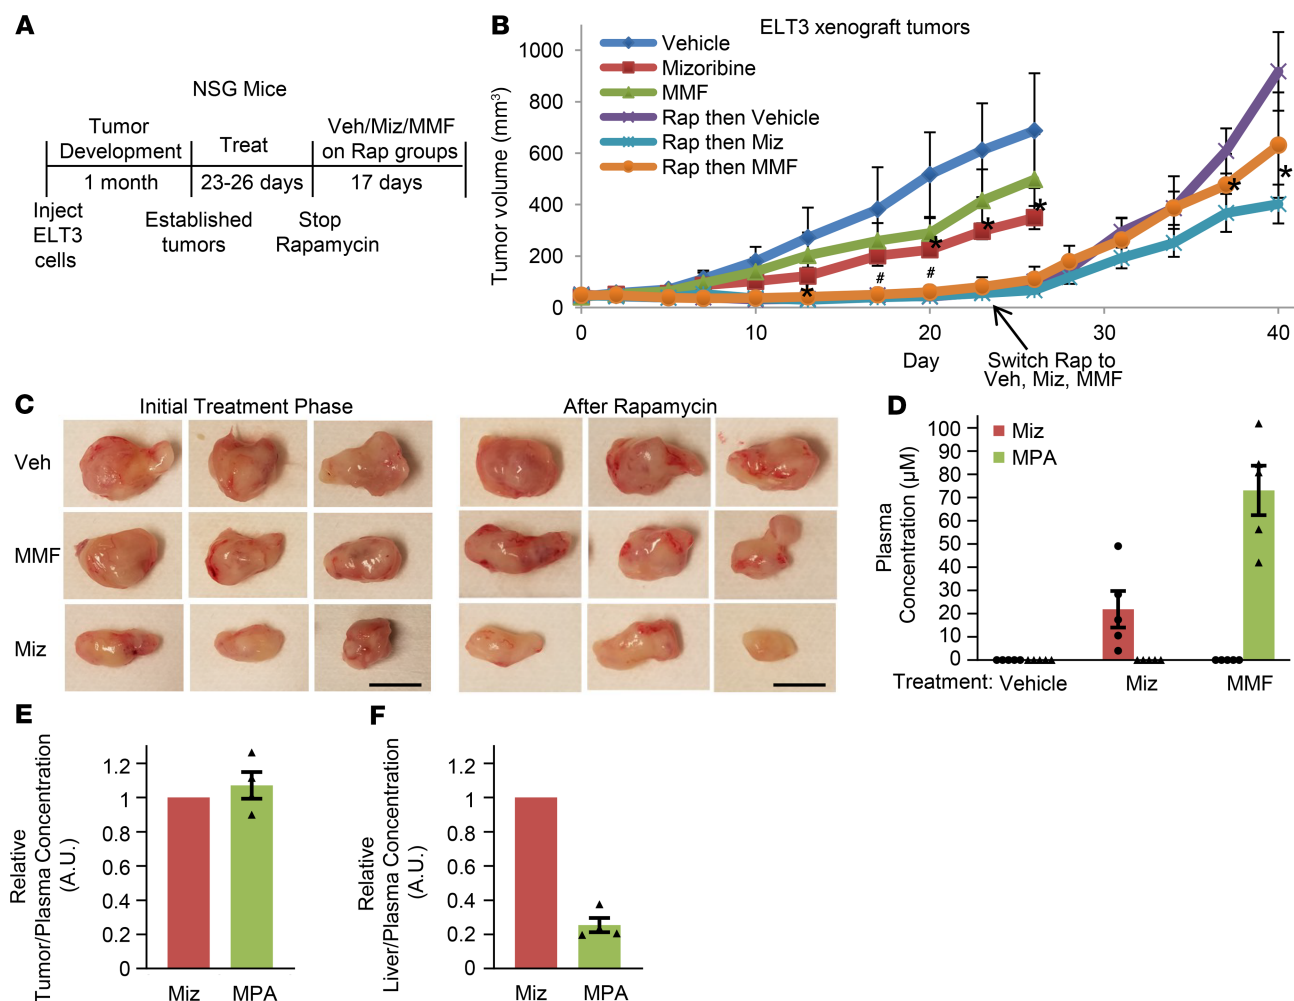 A
NSG Mice
Tumor
Development
Treat
Veh/Miz/MMF
on Rap groups
1 month
23-26 days
17 days
Inject
ELT3
cells
Established
tumors
Stop
Rapamycin
B
ELT3 xenograft tumors
Vehicle
Mizoribine
MMF
Rap then Vehicle
Rap then Miz
Rap then MMF
Tumor volume (mm³)
1000
800
600
400
200
0
* * * * * *
# #
0 10 20 30 40
Day
Switch Rap to
Veh, Miz, MMF
C
Initial Treatment Phase
After Rapamycin
Veh
MMF
Miz
D
Plasma
Concentration (µM)
100
90
80
70
60
50
40
30
20
10
0
Miz
MPA
Treatment: Vehicle Miz MMF
E
Relative
Tumor/Plasma Concentration
(A.U.)
1.2
1
0.8
0.6
0.4
0.2
0
Miz MPA
F
Relative
Liver/Plasma Concentration
(A.U.)
1.2
1
0.8
0.6
0.4
0.2
0
Miz MPA